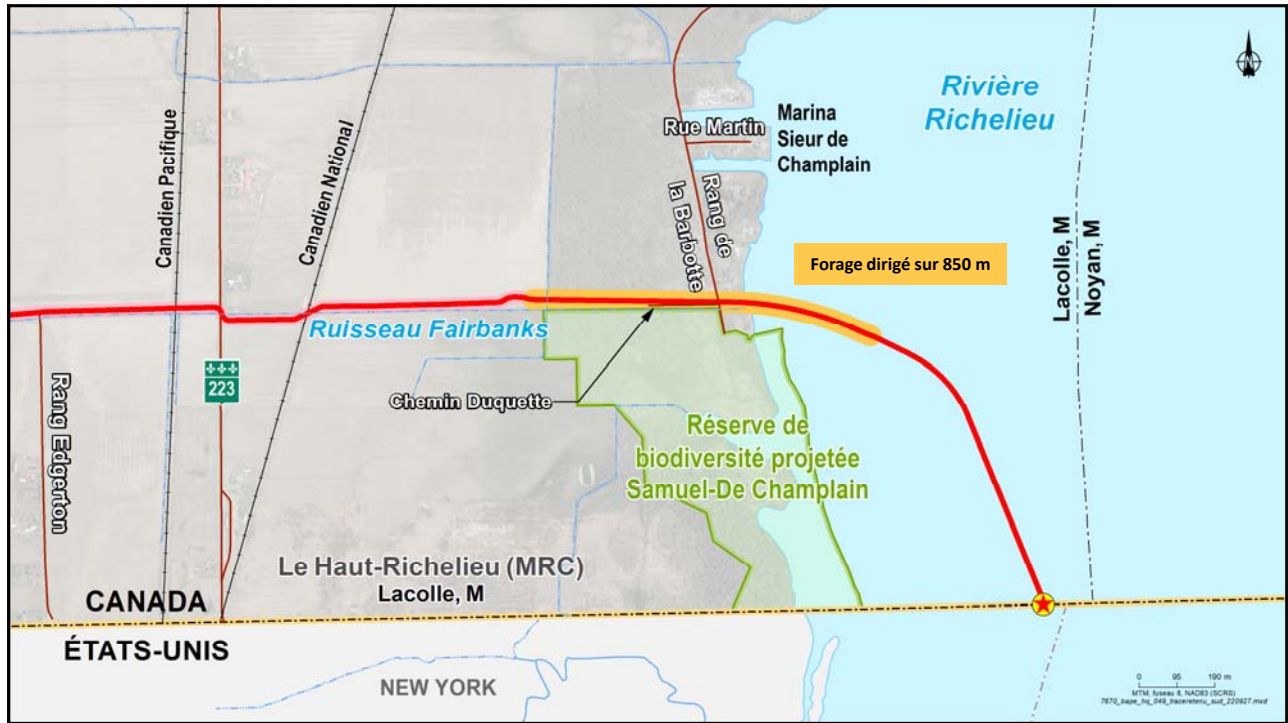 Rivière
Richelieu
N
Marina
Sieur de
Champlain
Rue Martin
Rang de
la Barbotte
Canadien Pacifique
Canadien National
Forage dirigé sur 850 m
Lacolle, M
Noyan, M
Ruisseau Fairbanks
223
Rang Edgerton
Chemin Duquette
Réserve de
biodiversité projetée
Samuel-De Champlain
Le Haut-Richelieu (MRC)
Lacolle, M
CANADA
ÉTATS-UNIS
NEW YORK
0 95 190 m
MTM, fuseau 8, NAD83 (SCRS)
7670_bape_hq_049_traceretenu_sud_220927.mxd